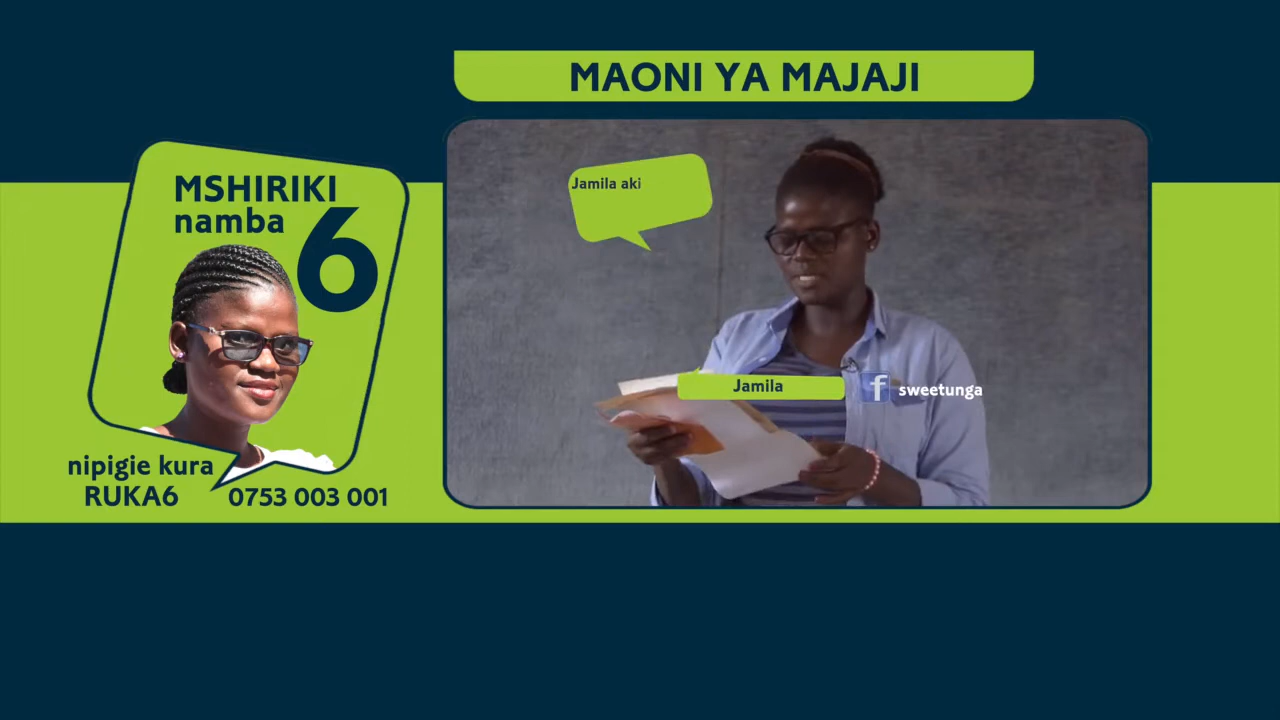 MAONI YA MAJAJI
MSHIRIKI
namba
6
nipigie kura
RUKA6 0753 003 001
Jamila aki
Jamila
f sweetunga